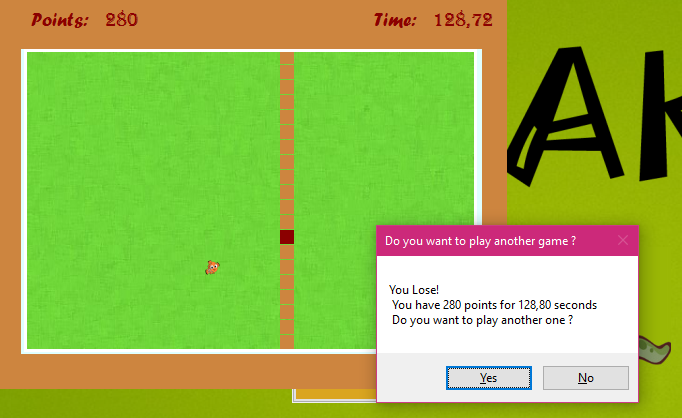 Points: 280
Time: 128,72
Do you want to play another game ?
You Lose!
You have 280 points for 128,80 seconds
Do you want to play another one ?
Yes
No